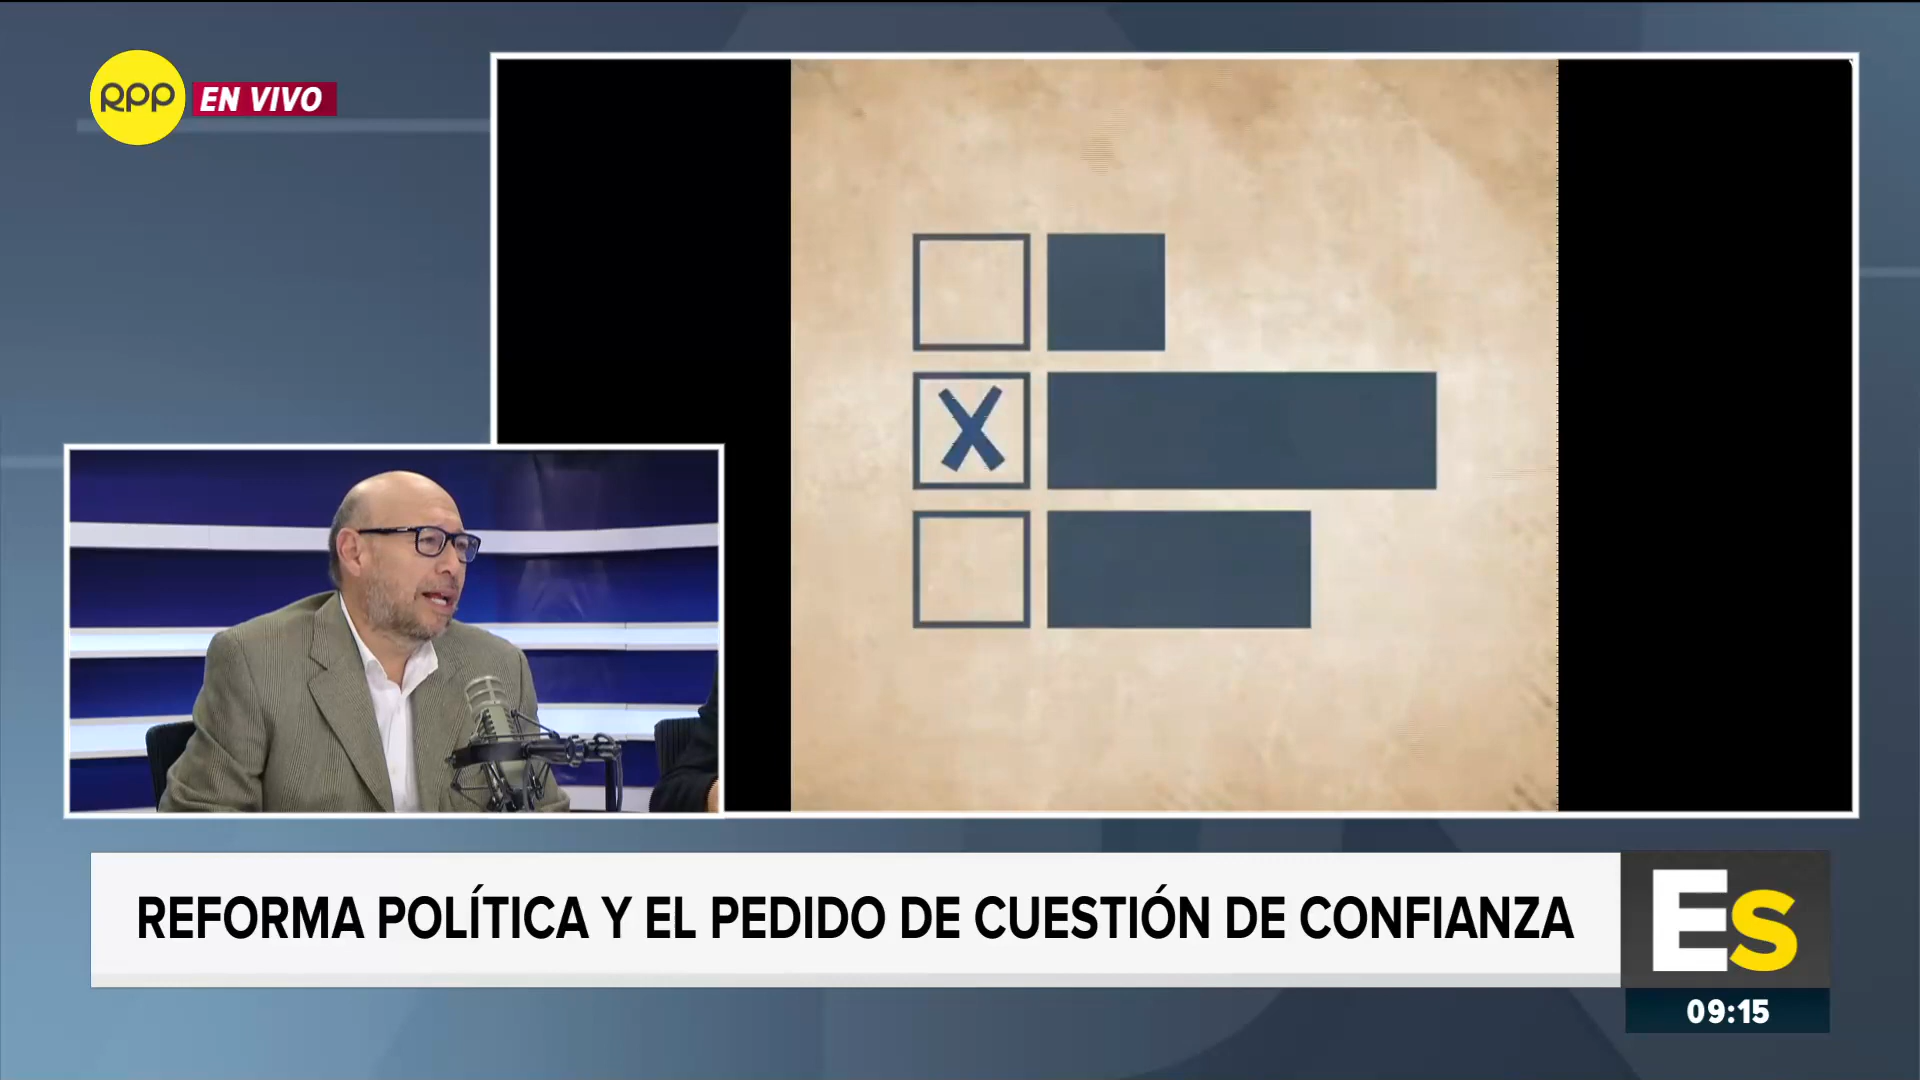 RPP
EN VIVO
X
REFORMA POLÍTICA Y EL PEDIDO DE CUESTIÓN DE CONFIANZA
Es
09:15